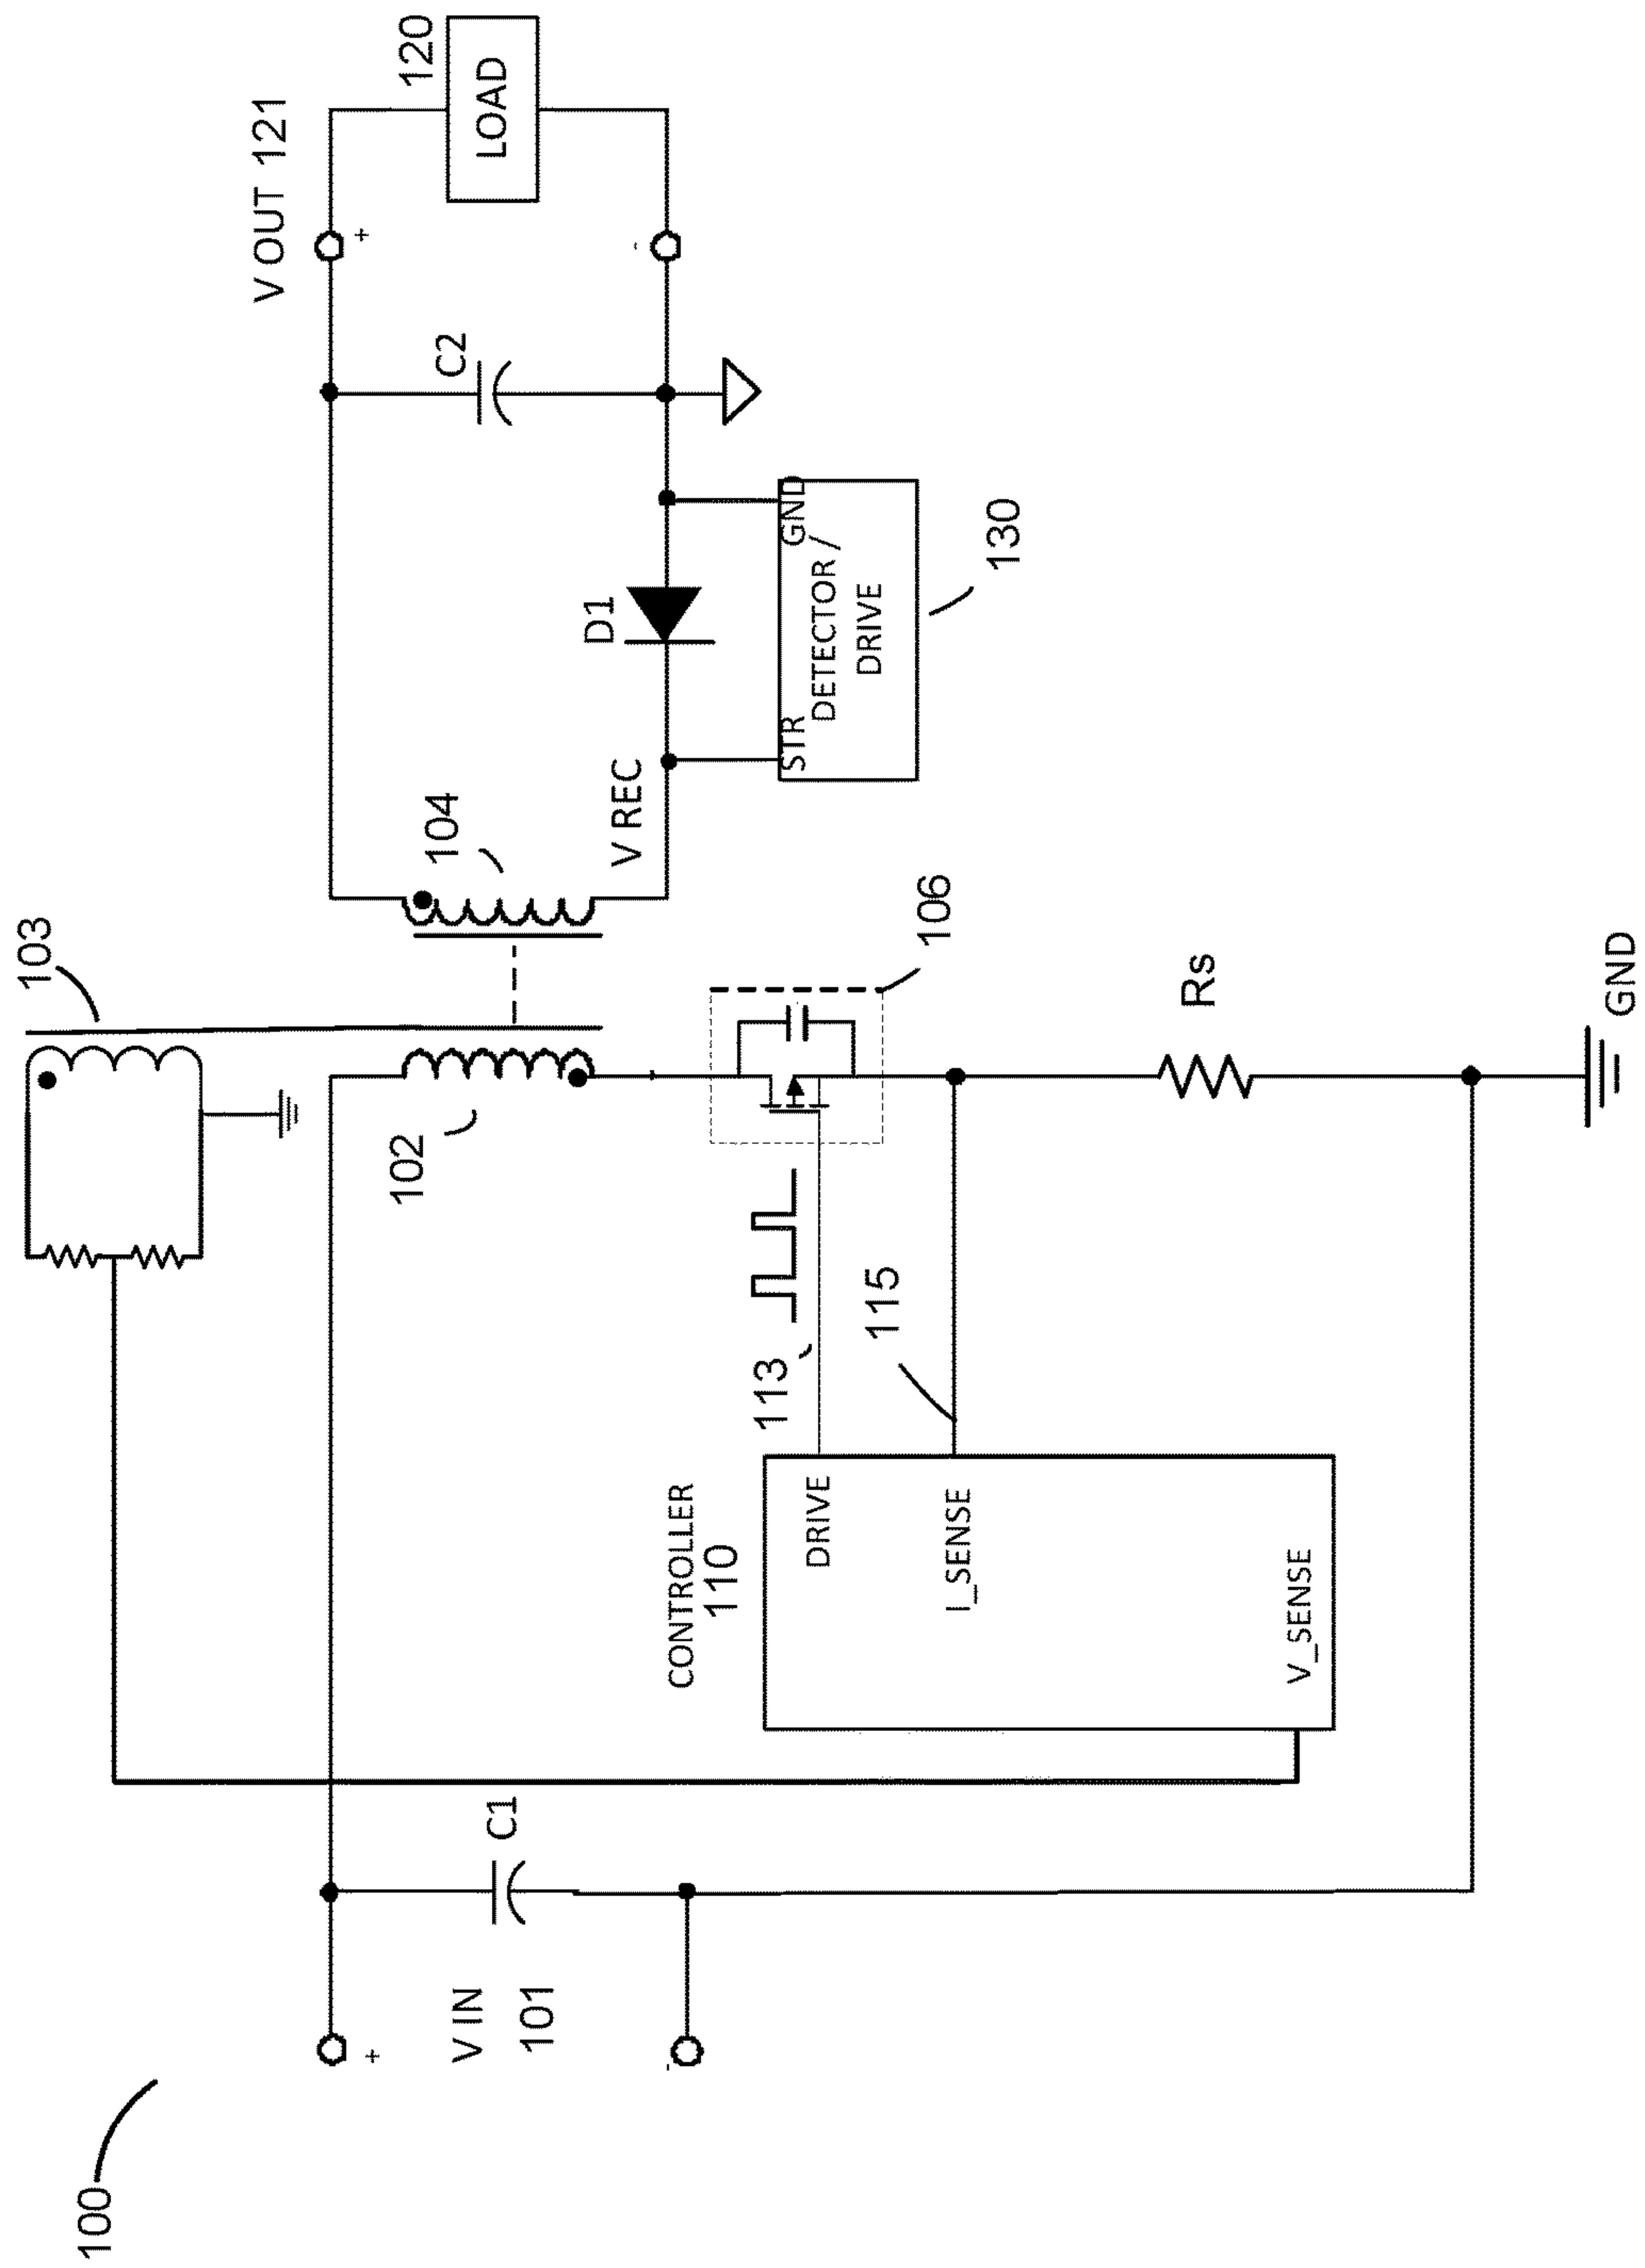 100
103
V OUT 121
+
-
120
LOAD
C2
104
D1
V REC
STR
GND
DETECTOR /
DRIVE
130
102
106
+
V IN
101
-
C1
CONTROLLER
110
DRIVE
I_SENSE
V_SENSE
113
115
Rs
GND